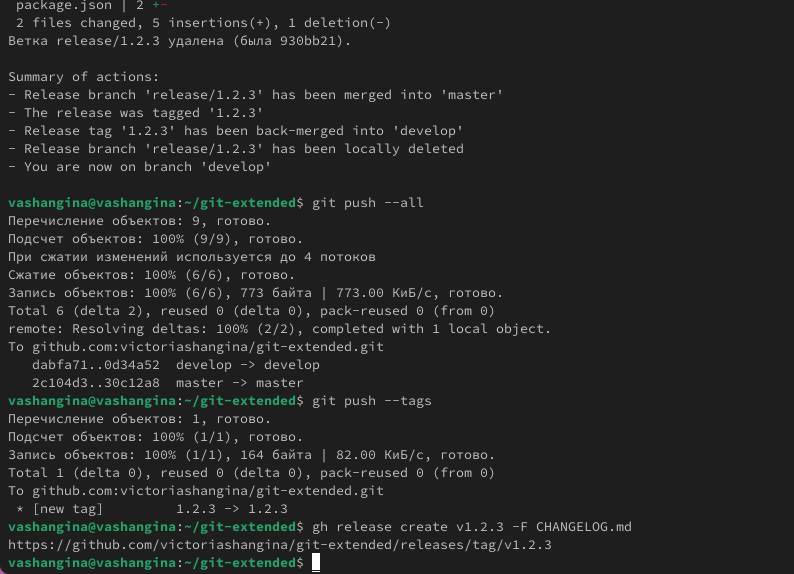 package.json | 2 +-
2 files changed, 5 insertions(+), 1 deletion(-)
Ветка release/1.2.3 удалена (была 930bb21).
Summary of actions:
- Release branch 'release/1.2.3' has been merged into 'master'
- The release was tagged '1.2.3'
- Release tag '1.2.3' has been back-merged into 'develop'
- Release branch 'release/1.2.3' has been locally deleted
- You are now on branch 'develop'
vashangina@vashangina:~/git-extended$ git push --all
Перечисление объектов: 9, готово.
Подсчет объектов: 100% (9/9), готово.
При сжатии изменений используется до 4 потоков
Сжатие объектов: 100% (6/6), готово.
Запись объектов: 100% (6/6), 773 байта | 773.00 КиБ/с, готово.
Total 6 (delta 2), reused 0 (delta 0), pack-reused 0 (from 0)
remote: Resolving deltas: 100% (2/2), completed with 1 local object.
To github.com:victoriashangina/git-extended.git
dabfa71..0d34a52  develop -> develop
2c104d3..30c12a8  master -> master
vashangina@vashangina:~/git-extended$ git push --tags
Перечисление объектов: 1, готово.
Подсчет объектов: 100% (1/1), готово.
Запись объектов: 100% (1/1), 164 байта | 82.00 КиБ/с, готово.
Total 1 (delta 0), reused 0 (delta 0), pack-reused 0 (from 0)
To github.com:victoriashangina/git-extended.git
* [new tag]         1.2.3 -> 1.2.3
vashangina@vashangina:~/git-extended$ gh release create v1.2.3 -F CHANGELOG.md
https://github.com/victoriashangina/git-extended/releases/tag/v1.2.3
vashangina@vashangina:~/git-extended$